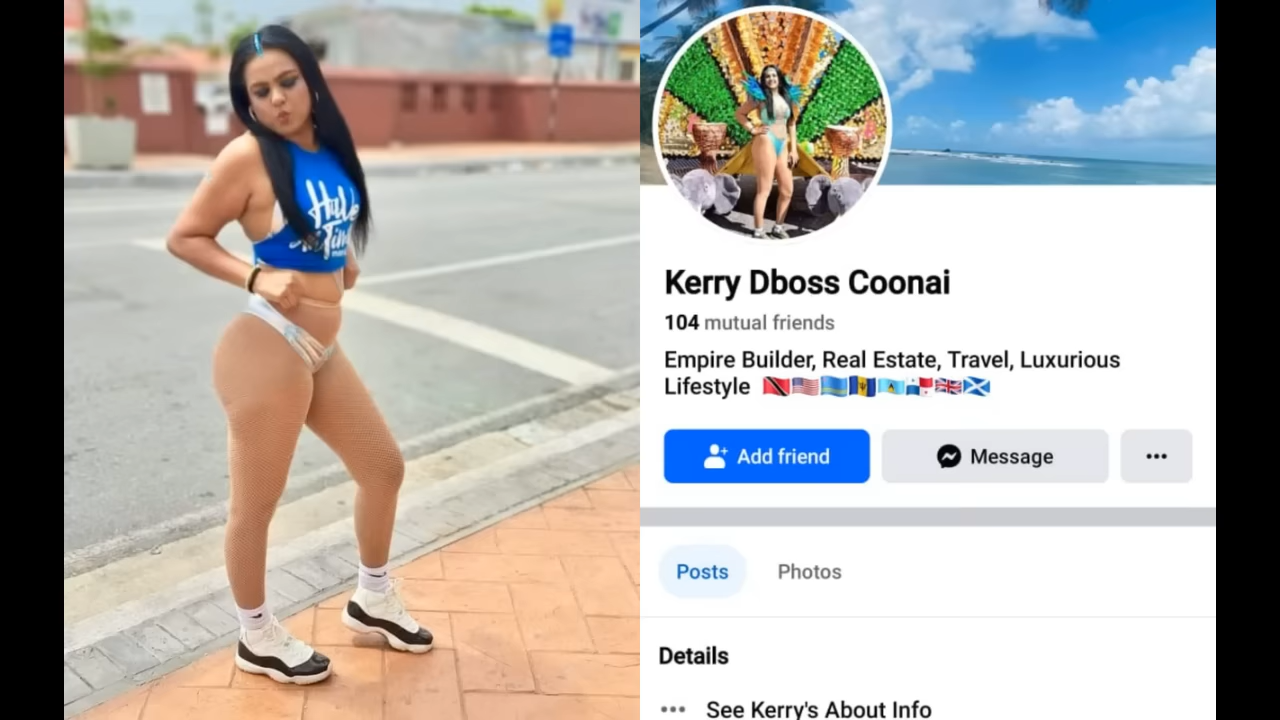 Hulle
Kerry Dboss Coonai
104 mutual friends
Empire Builder, Real Estate, Travel, Luxurious
Lifestyle 🇹🇹🇺🇸🇦🇼🇧🇧🇱🇨🇵🇦🇬🇧🏴󠁧󠁢󠁳󠁣󠁴󠁿
Add friend
Message
Posts
Photos
Details
See Kerry's About Info